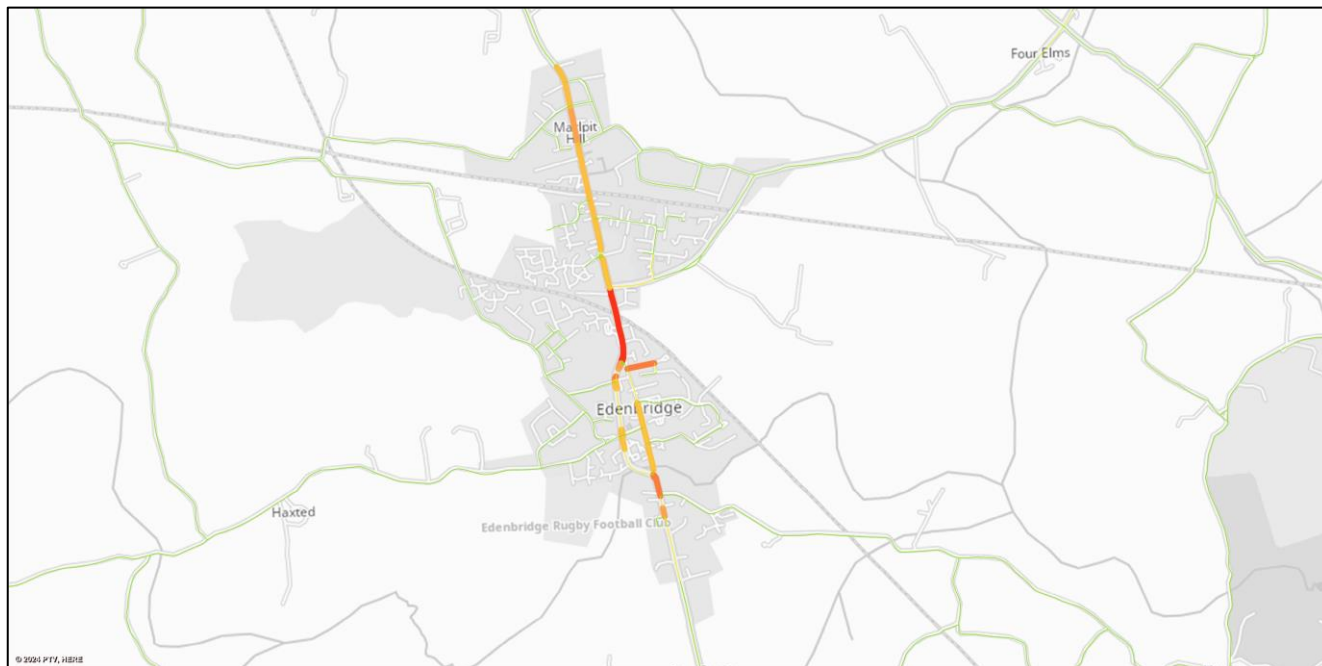 Four Elms
Marlpit
Hill
Edenbridge
Haxted
Edenbridge Rugby Football Club
© 2024 PTV, HERE